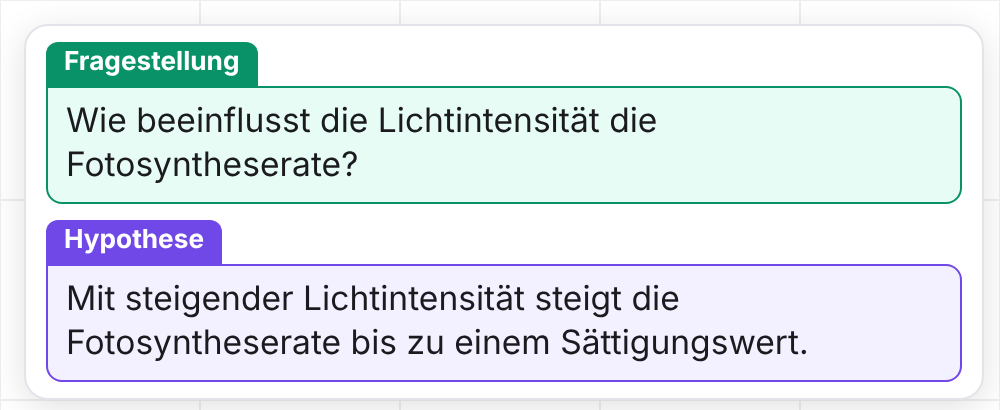 Fragestellung
Wie beeinflusst die Lichtintensität die
Fotosyntheserate?
Hypothese
Mit steigender Lichtintensität steigt die
Fotosyntheserate bis zu einem Sättigungswert.